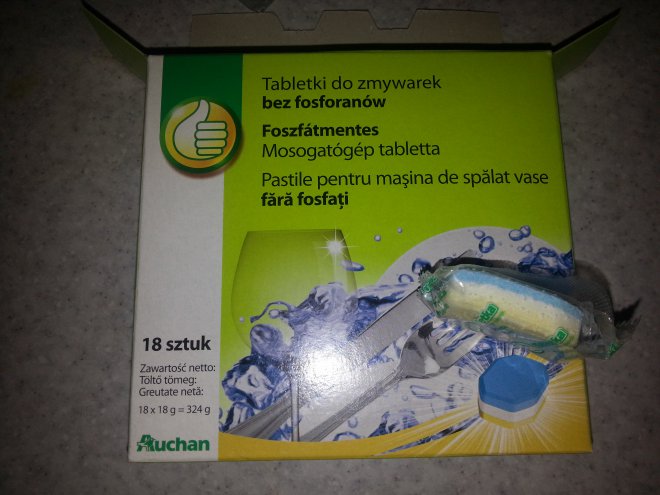 Tabletki do zmywarek
bez fosforanów
Foszfátmentes
Mosogatógép tabletta
Pastile pentru maşina de spălat vase
fără fosfaţi
18 sztuk
Zawartość netto:
Töltő tömeg:
Greutate netă:
18 x 18 g = 324 g
Auchan